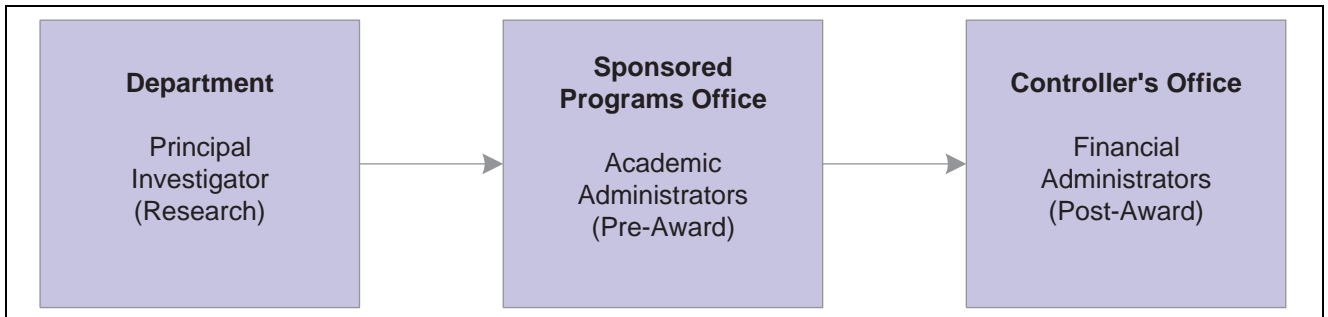 Department
Principal
Investigator
(Research)
Sponsored
Programs Office
Academic
Administrators
(Pre-Award)
Controller's Office
Financial
Administrators
(Post-Award)